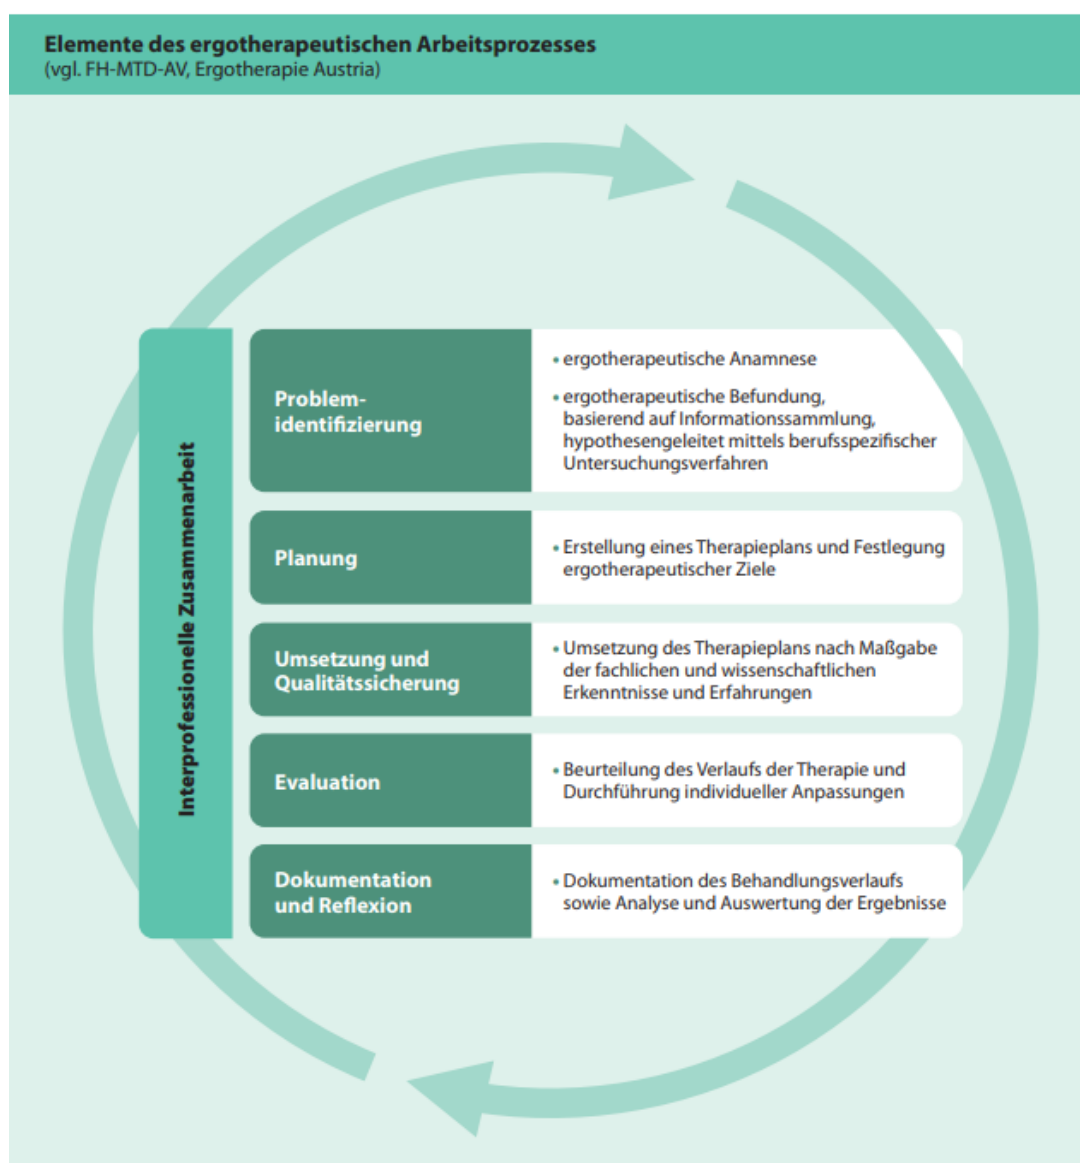 Elemente des ergotherapeutischen Arbeitsprozesses
(vgl. FH-MTD-AV, Ergotherapie Austria)
Interprofessionelle Zusammenarbeit
Problem-
identifizierung
• ergotherapeutische Anamnese
• ergotherapeutische Befundung,
basierend auf Informationssammlung,
hypothesengeleitet mittels berufsspezifischer
Untersuchungsverfahren
Planung
• Erstellung eines Therapieplans und Festlegung
ergotherapeutischer Ziele
Umsetzung und
Qualitätssicherung
• Umsetzung des Therapieplans nach Maßgabe
der fachlichen und wissenschaftlichen
Erkenntnisse und Erfahrungen
Evaluation
• Beurteilung des Verlaufs der Therapie und
Durchführung individueller Anpassungen
Dokumentation
und Reflexion
• Dokumentation des Behandlungsverlaufs
sowie Analyse und Auswertung der Ergebnisse